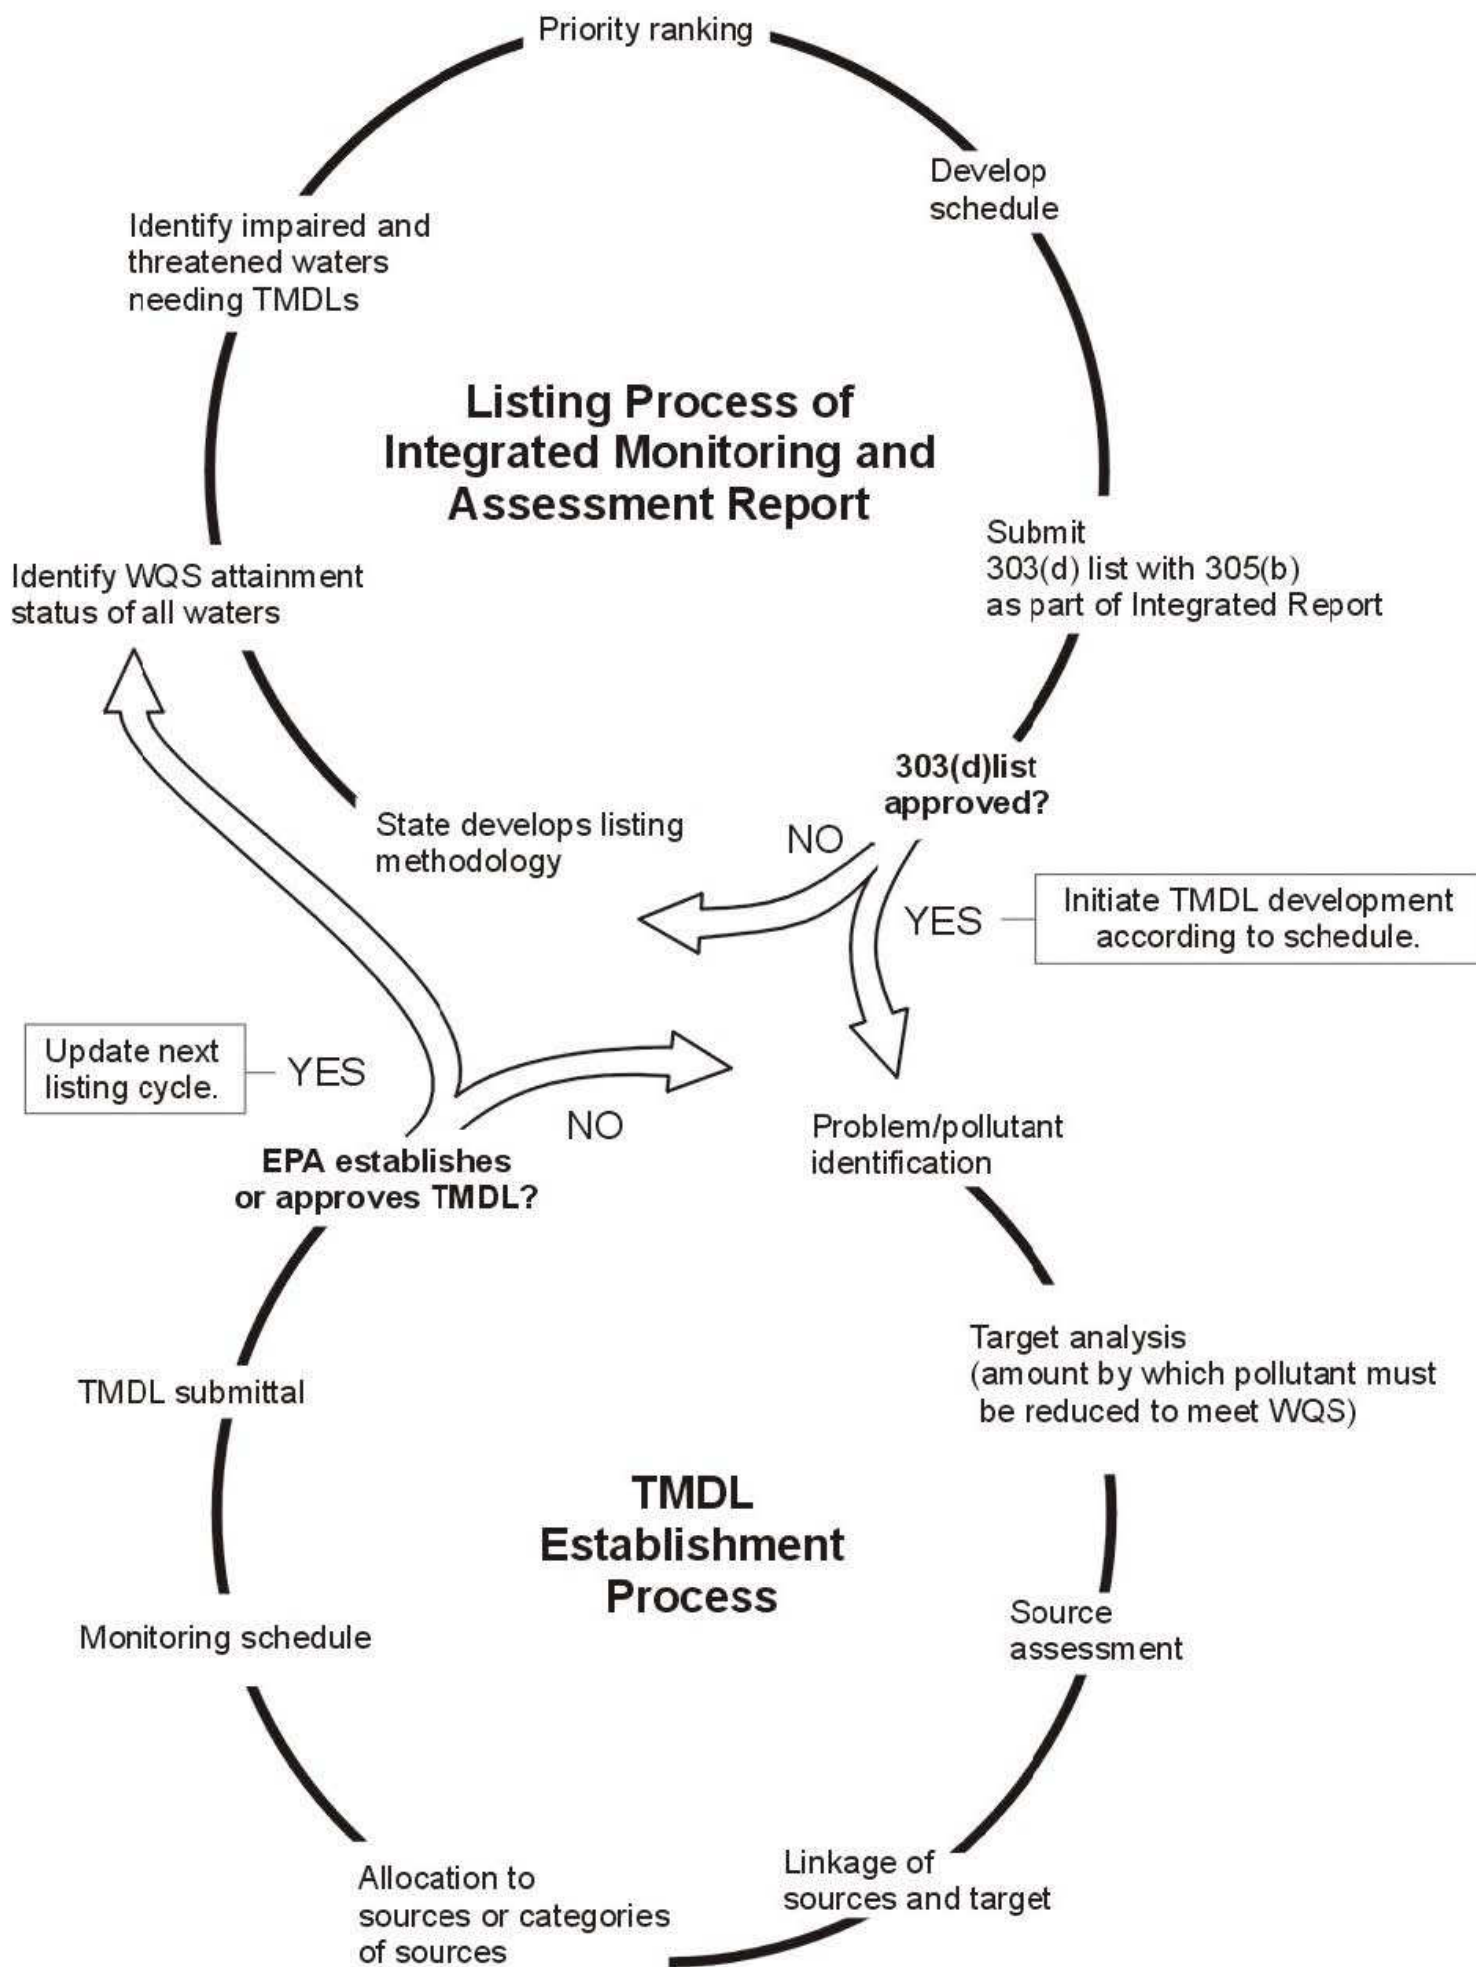 Priority ranking
Develop
schedule
Identify impaired and
threatened waters
needing TMDLs
Listing Process of
Integrated Monitoring and
Assessment Report
Submit
303(d) list with 305(b)
as part of Integrated Report
Identify WQS attainment
status of all waters
303(d)list
approved?
State develops listing
methodology
NO
YES
Initiate TMDL development
according to schedule.
Update next
listing cycle.
YES
NO
EPA establishes
or approves TMDL?
Problem/pollutant
identification
Target analysis
(amount by which pollutant must
be reduced to meet WQS)
TMDL submittal
TMDL
Establishment
Process
Source
assessment
Monitoring schedule
Linkage of
sources and target
Allocation to
sources or categories
of sources